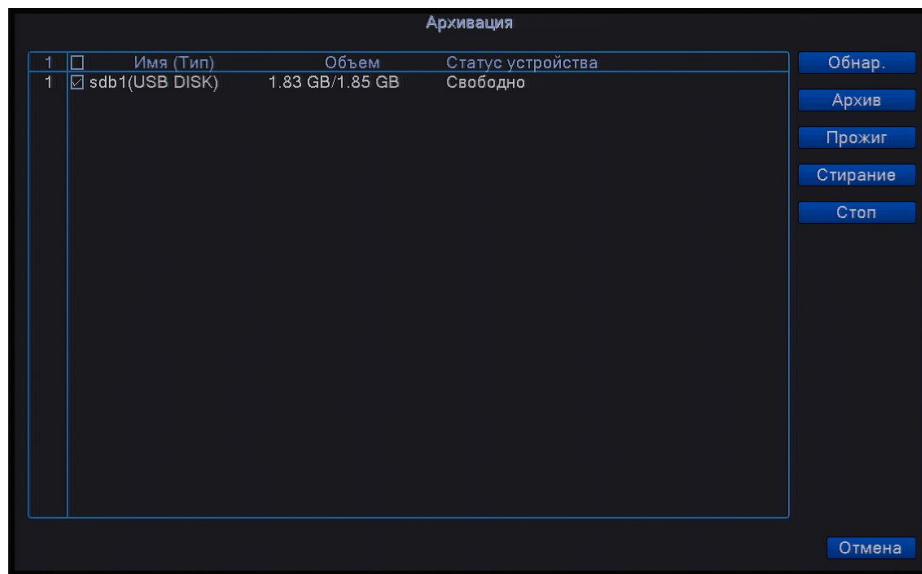 Архивация
1 Имя (Тип) Объем Статус устройства
1 sdb1(USB DISK) 1.83 GB/1.85 GB Свободно
Обнар.
Архив
Прожиг
Стирание
Стоп
Отмена